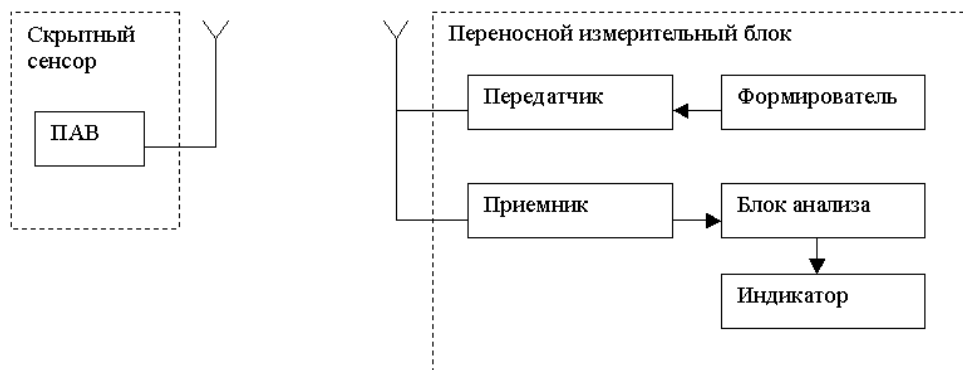 Скрытный
сенсор
ПАВ
Переносной измерительный блок
Передатчик
Формирователь
Приемник
Блок анализа
Индикатор